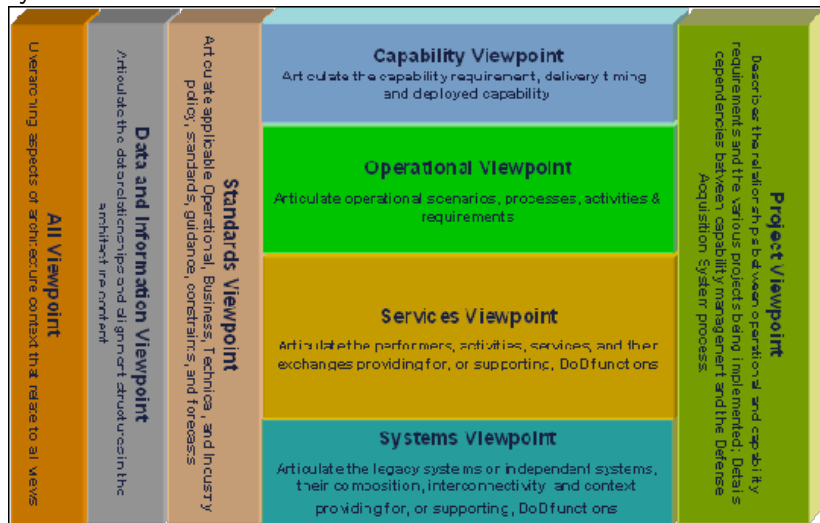 All Viewpoint
Overarching aspects of architecture context that relate to all views
Data and Information Viewpoint
Articulate the data relationships and alignment structures in the
architecture content
Standards Viewpoint
Articulate applicable Operational, Business, Technical, and Industry
policy, standards, guidance, constraints, and forecasts
Capability Viewpoint
Articulate the capability requirement, delivery timing
and deployed capability
Operational Viewpoint
Articulate operational scenarios, processes, activities &
requirements
Services Viewpoint
Articulate the performers, activities, services, and their
exchanges providing for, or supporting, DoD functions
Systems Viewpoint
Articulate the legacy systems or independent systems,
their composition, interconnectivity and context
providing for, or supporting, DoD functions
Project Viewpoint
Describes the relationships between operational and capability
requirements and the various projects being implemented; Details
dependencies between capability management and the Defense
Acquisition System process.